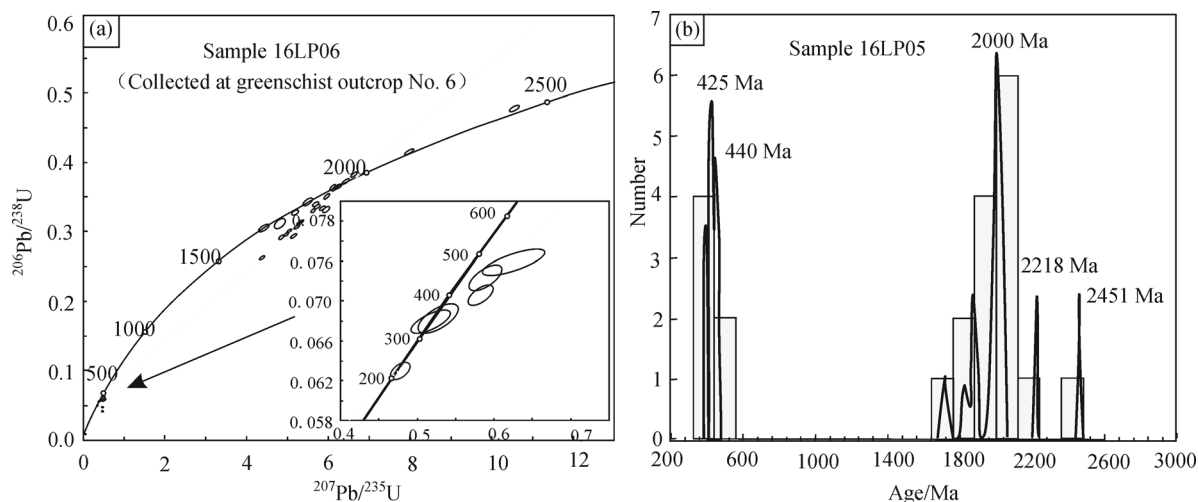 (a)
Sample 16LP06
(Collected at greenschist outcrop No. 6)
0.6
0.5
0.4
0.3
0.2
0.1
0.0
206Pb/238U
0 2 4 6 8 10 12
207Pb/235U
500
1000
1500
2000
2500
0.078
0.076
0.070
0.066
0.062
0.058
0.4 0.5 0.6 0.7
200
300
400
500
600
(b)
Sample 16LP05
7
6
5
4
3
2
1
0
Number
200 600 1000 1400 1800 2200 2600 3000
Age/Ma
425 Ma
440 Ma
2000 Ma
2218 Ma
2451 Ma